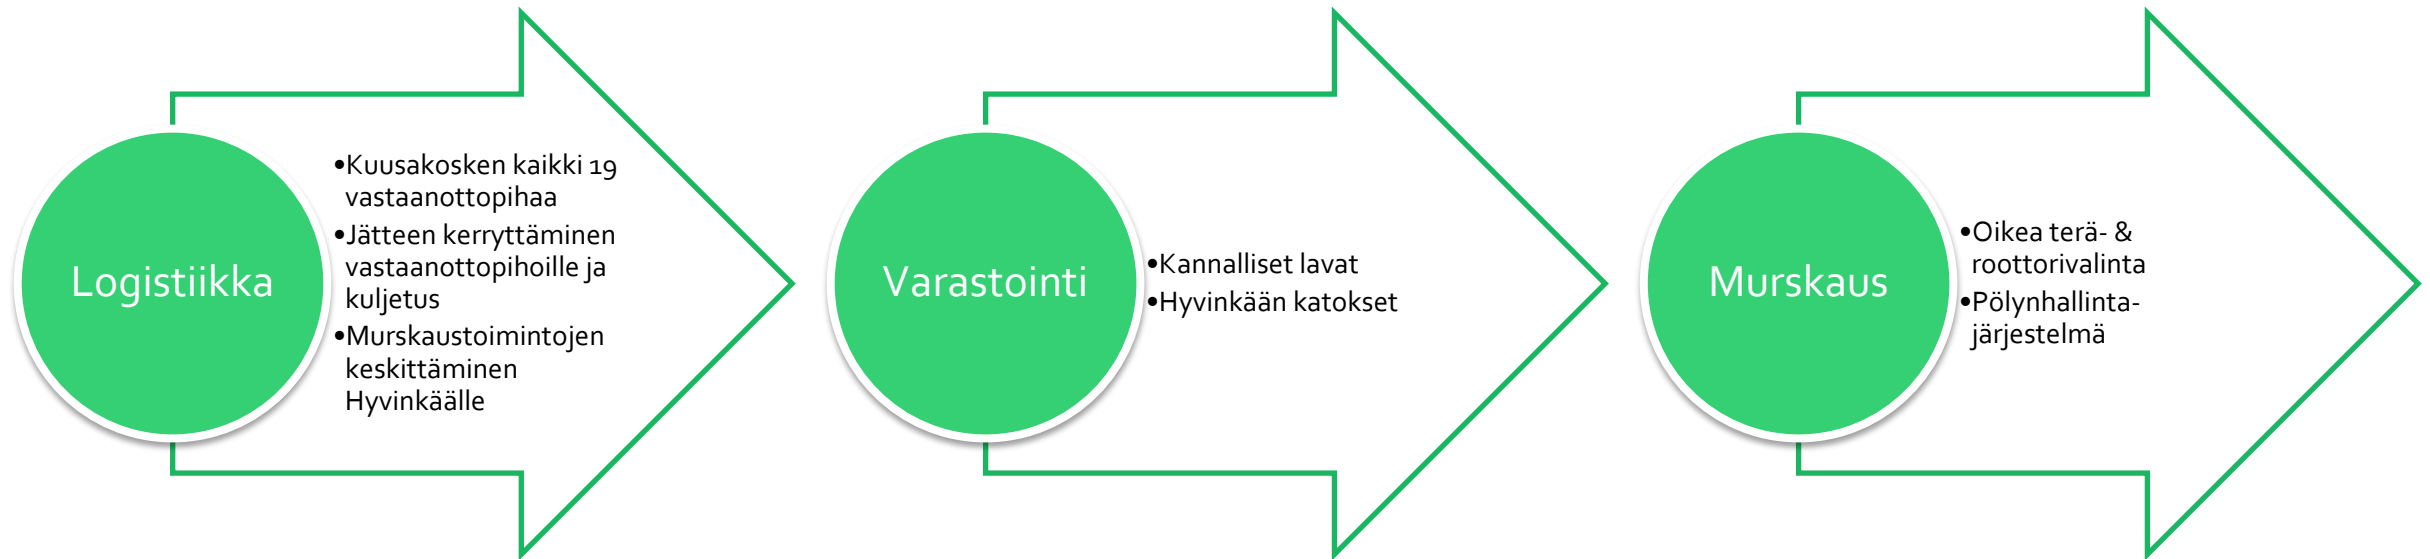 Logistiikka
•Kuusakosken kaikki 19
vastaanottopihaa
•Jätteen kerryttäminen
vastaanottopihoille ja
kuljetus
•Murskaustoimintojen
keskittäminen
Hyvinkäälle
Varastointi
•Kannalliset lavat
•Hyvinkään katokset
Murskaus
•Oikea terä- &
roottorivalinta
•Pölynhallinta-
järjestelmä